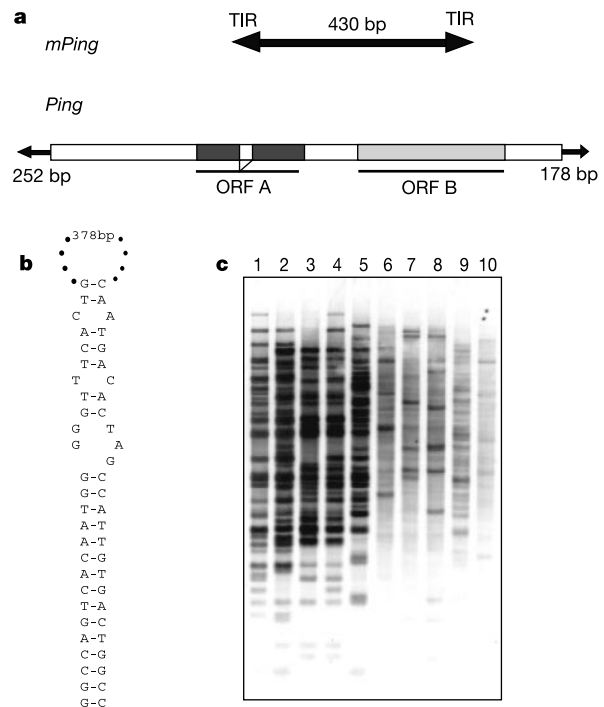 a
TIR TIR
430 bp
mPing
Ping
252 bp 178 bp
ORF A ORF B
b
378bp
G-C
T-A
C A
A-T
C-G
T-A
T C
T-A
G-C
G T
G A
G
G-C
G-C
T-A
A-T
A-T
C-G
A-T
C-G
T-A
G-C
A-T
C-G
C-G
G-C
G-C
c
1 2 3 4 5 6 7 8 9 10